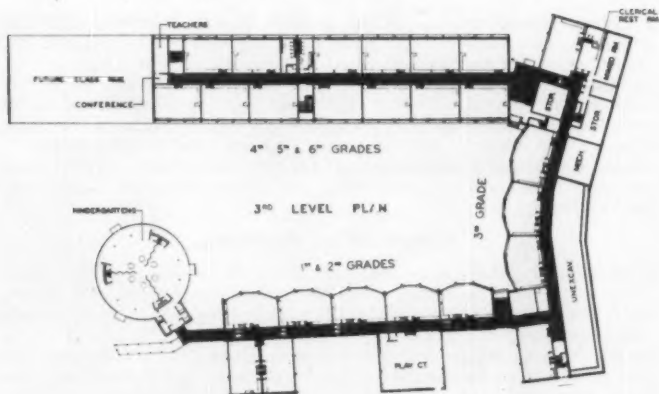 TEACHERS
CLERICAL
REST RM
FUTURE CLASS RMS.
CONFERENCE
STOR
STOR
MECH
4TH 5TH & 6TH GRADES
3RD GRADE
KINDERGARTENS
3RD LEVEL PLAN
1ST & 2ND GRADES
UNEXCAV.
PLAY CT.